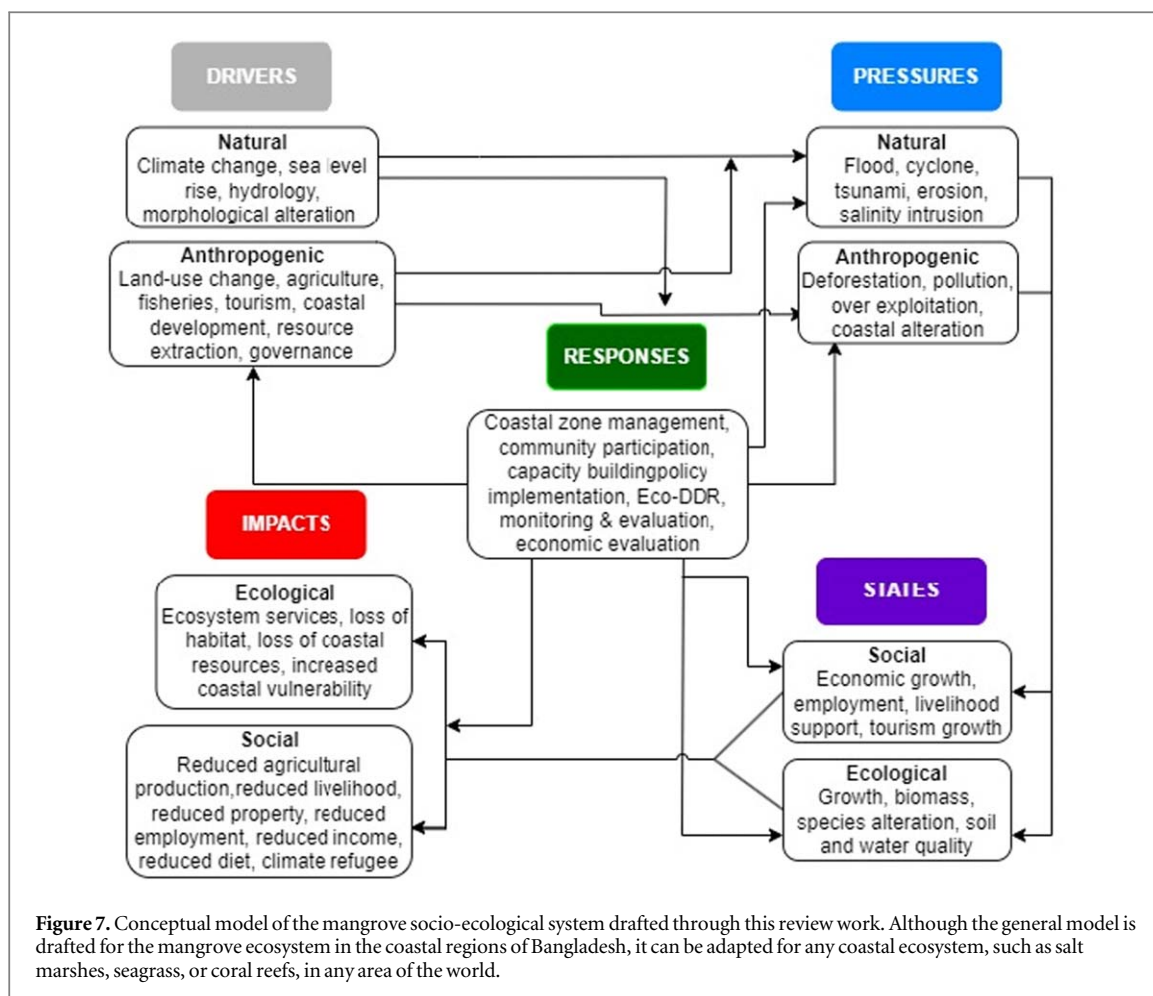 DRIVERS
PRESSURES
Natural
Climate change, sea level
rise, hydrology,
morphological alteration
Natural
Flood, cyclone,
tsunami, erosion,
salinity intrusion
Anthropogenic
Land-use change, agriculture,
fisheries, tourism, coastal
development, resource
extraction, governance
Anthropogenic
Deforestation, pollution,
over exploitation,
coastal alteration
RESPONSES
Coastal zone management,
community participation,
capacity buildingpolicy
implementation, Eco-DDR,
monitoring & evaluation,
economic evaluation
IMPACTS
Ecological
Ecosystem services, loss of
habitat, loss of coastal
resources, increased
coastal vulnerability
Social
Reduced agricultural
production,reduced livelihood,
reduced property, reduced
employment, reduced income,
reduced diet, climate refugee
STATES
Social
Economic growth,
employment, livelihood
support, tourism growth
Ecological
Growth, biomass,
species alteration, soil
and water quality
Figure 7. Conceptual model of the mangrove socio-ecological system drafted through this review work. Although the general model is
drafted for the mangrove ecosystem in the coastal regions of Bangladesh, it can be adapted for any coastal ecosystem, such as salt
marshes, seagrass, or coral reefs, in any area of the world.